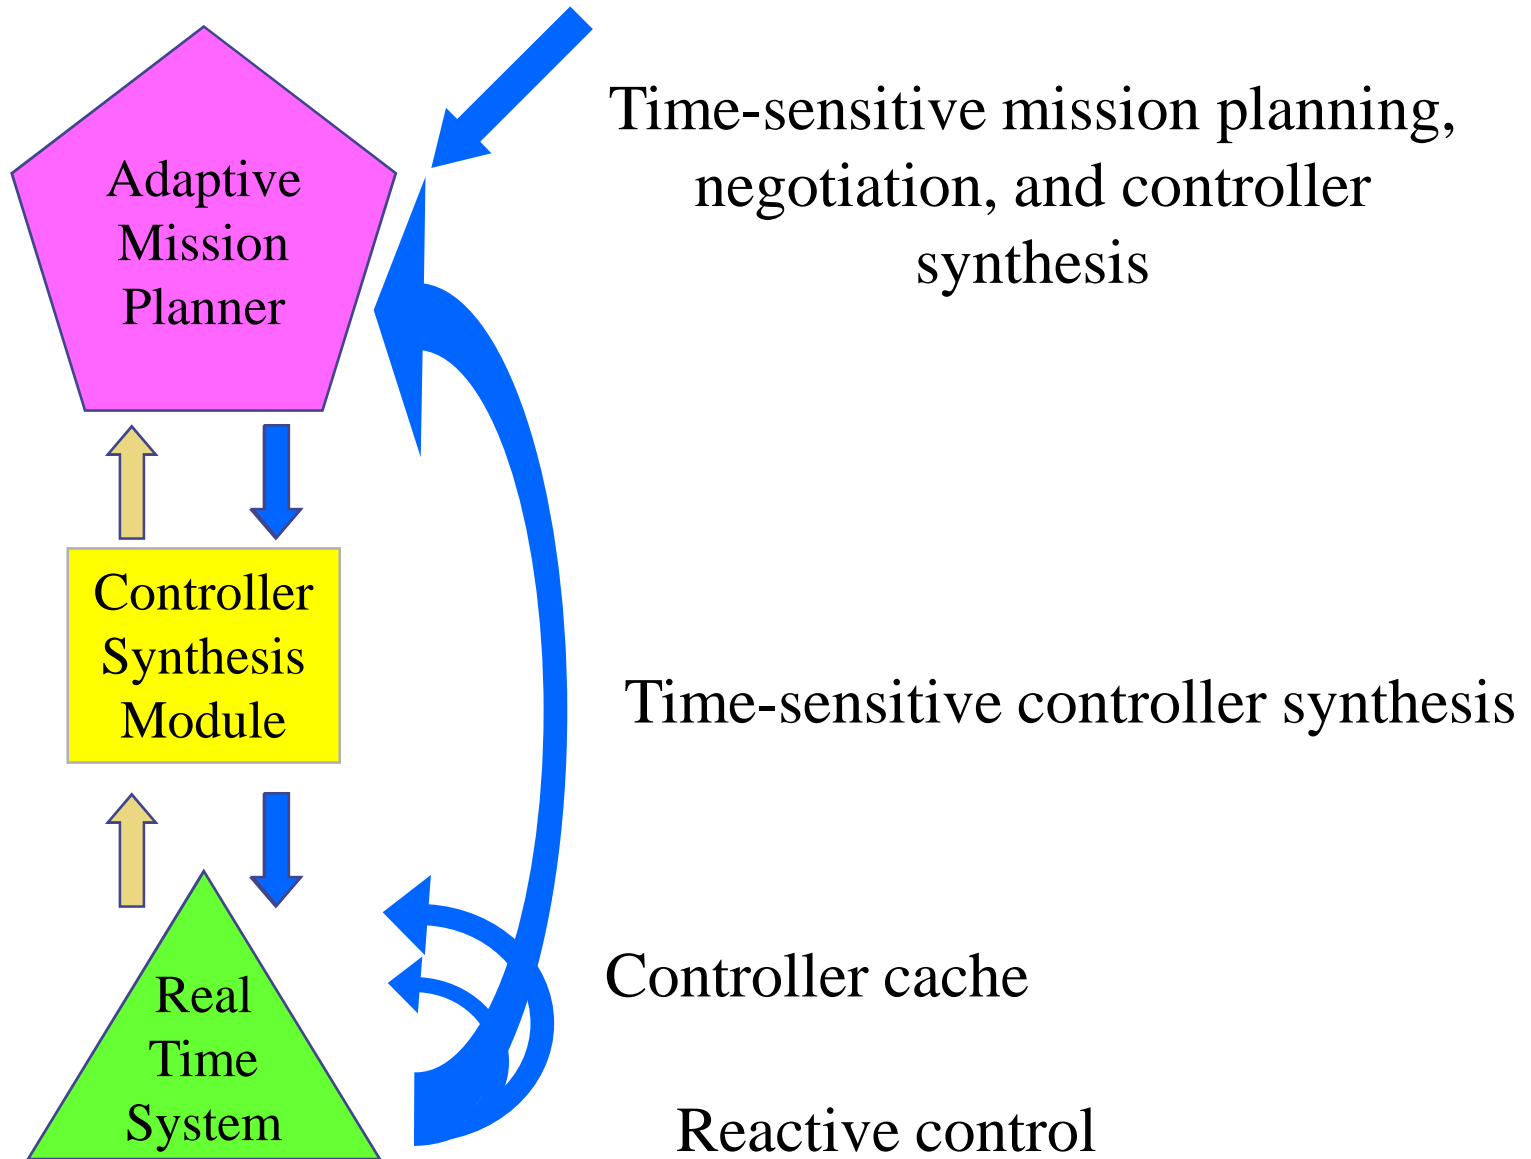 Adaptive
Mission
Planner
Time-sensitive mission planning,
negotiation, and controller
synthesis
Controller
Synthesis
Module
Time-sensitive controller synthesis
Real
Time
System
Controller cache
Reactive control